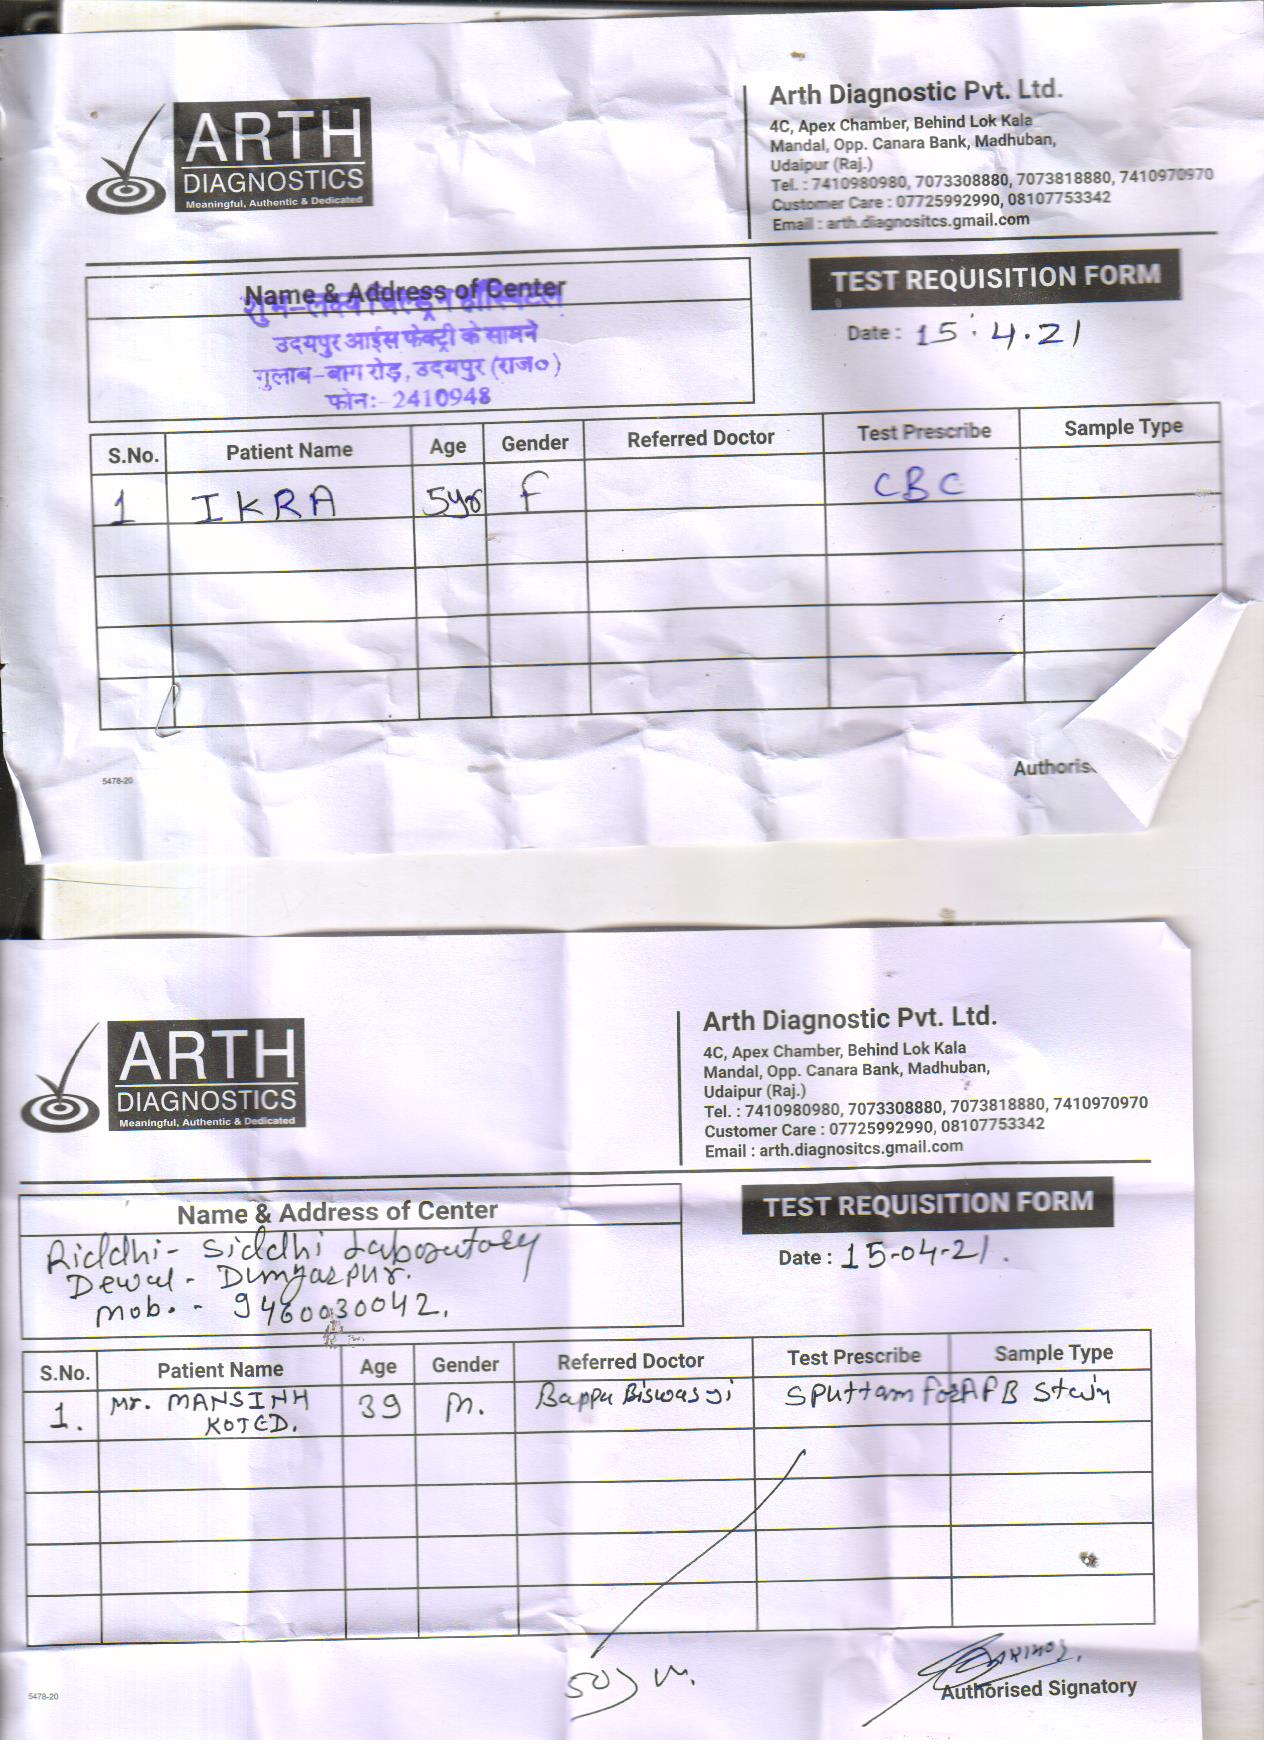 ARTH
DIAGNOSTICS
Meaningful, Authentic & Dedicated
Arth Diagnostic Pvt. Ltd.
4C, Apex Chamber, Behind Lok Kala
Mandal, Opp. Canara Bank, Madhuban,
Udaipur (Raj.)
Tel. : 7410980980, 7073308880, 7073818880, 7410970970
Customer Care : 07725992990, 08107753342
Email : arth.diagnositcs.gmail.com
Name & Address of Center
शुभ-लक्ष्य चिल्ड्रन हॉस्पिटल
उदयपुर आईस फेक्ट्री के सामने
गुलाब-बाग रोड़, उदयपुर (राज०)
फोन:- 2410948
TEST REQUISITION FORM
Date : 15.4.21
S.No. Patient Name Age Gender Referred Doctor Test Prescribe Sample Type
1 IKRA 5yr F CBC
5478-20
Authoris
ARTH
DIAGNOSTICS
Meaningful, Authentic & Dedicated
Arth Diagnostic Pvt. Ltd.
4C, Apex Chamber, Behind Lok Kala
Mandal, Opp. Canara Bank, Madhuban,
Udaipur (Raj.)
Tel. : 7410980980, 7073308880, 7073818880, 7410970970
Customer Care : 07725992990, 08107753342
Email : arth.diagnositcs.gmail.com
Name & Address of Center
Riddhi- Siddhi Laboratory
Dewal - Dungarpur.
Mob. - 9460030042.
TEST REQUISITION FORM
Date : 15-04-21.
S.No. Patient Name Age Gender Referred Doctor Test Prescribe Sample Type
1. Mr. MANSINH 39 M. Bappu Biswas ji Sputtam for AFB Stain
KOTED.
Authorised Signatory
5478-20